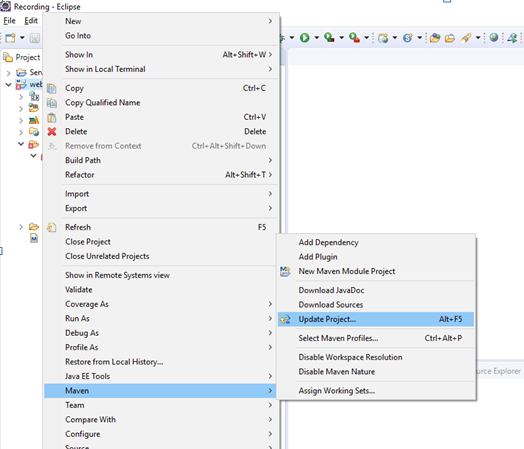 Recording - Eclipse
File Edit
Project
Serv
web
New
Go Into
Show In Alt+Shift+W
Show in Local Terminal
Copy Ctrl+C
Copy Qualified Name
Paste Ctrl+V
Delete Delete
Remove from Context Ctrl+Alt+Shift+Down
Build Path
Refactor Alt+Shift+T
Import
Export
Refresh F5
Close Project
Close Unrelated Projects
Show in Remote Systems view
Validate
Coverage As
Run As
Debug As
Profile As
Restore from Local History...
Java EE Tools
Maven
Team
Compare With
Configure
Source
Add Dependency
Add Plugin
New Maven Module Project
Download JavaDoc
Download Sources
Update Project... Alt+F5
Select Maven Profiles... Ctrl+Alt+P
Disable Workspace Resolution
Disable Maven Nature
Assign Working Sets...
urce Explorer